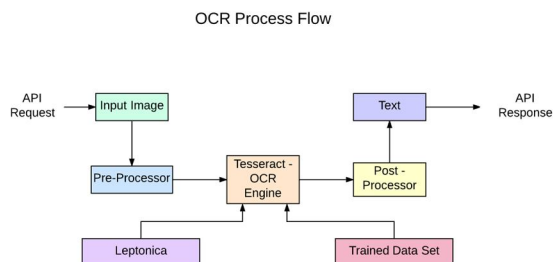 OCR Process Flow
API
Request
Input Image
Text
API
Response
Pre-Processor
Tesseract -
OCR
Engine
Post -
Processor
Leptonica
Trained Data Set